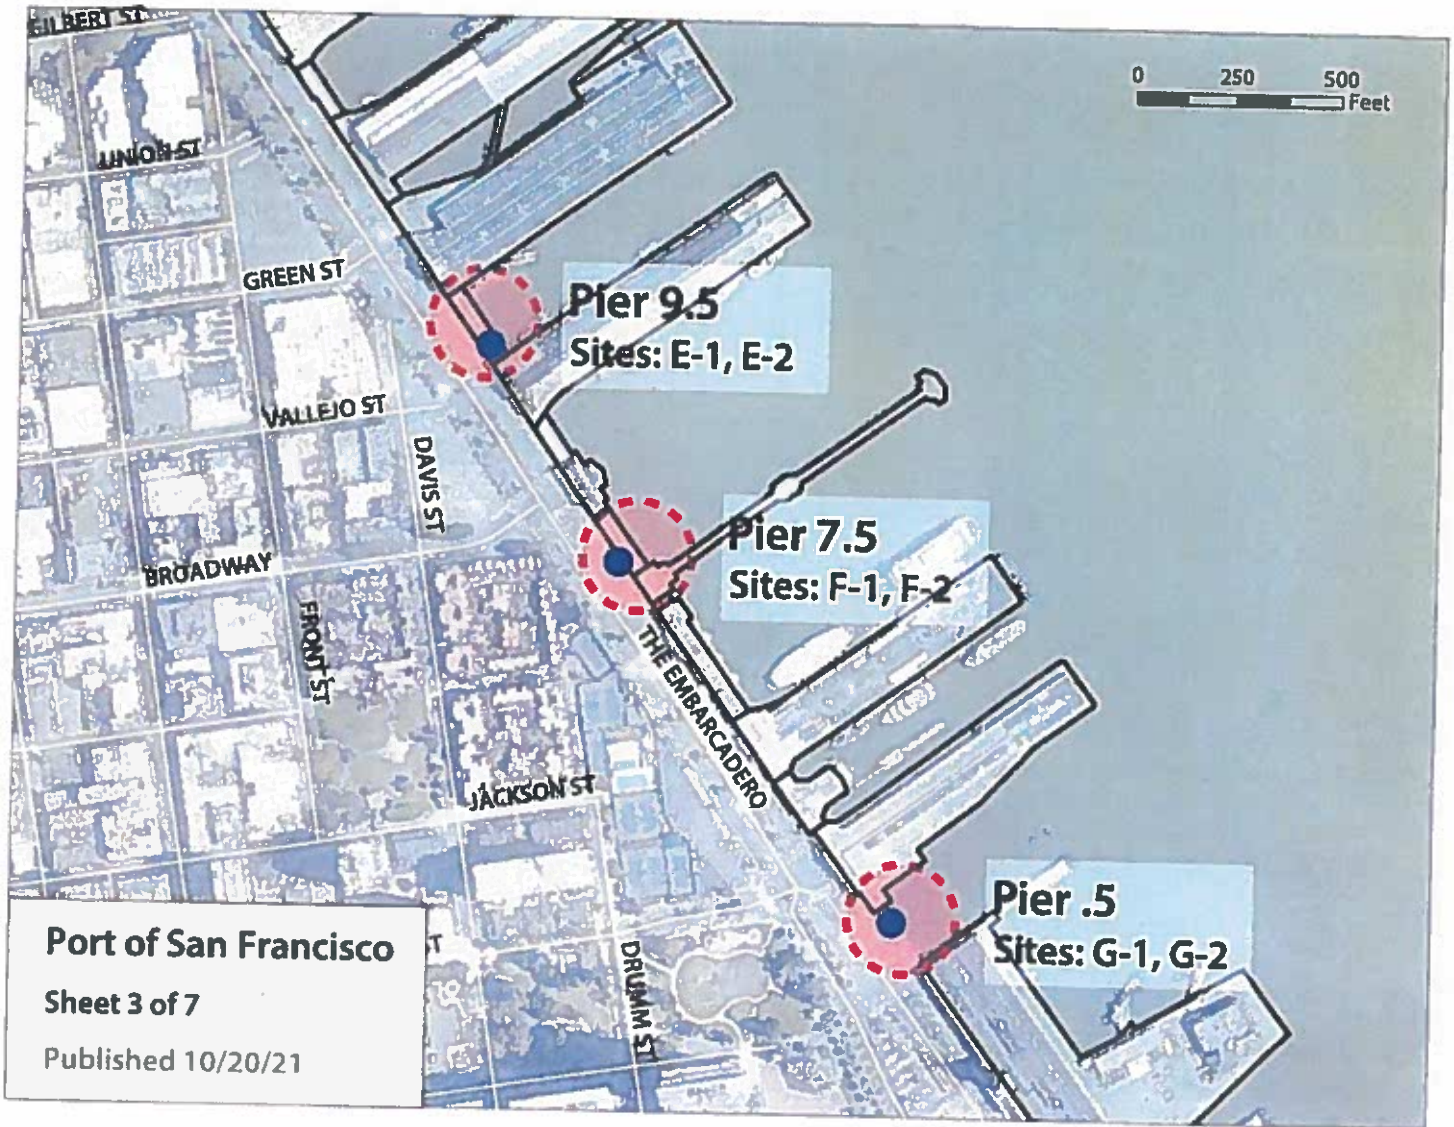 GILBERT ST
0 250 500
Feet
UNION ST
GREEN ST
Pier 9.5
Sites: E-1, E-2
VALLEJO ST
DAVIS ST
Pier 7.5
Sites: F-1, F-2
BROADWAY
FRONT ST
THE EMBARCADERO
JACKSON ST
Pier .5
Sites: G-1, G-2
DRUMM ST
Port of San Francisco
Sheet 3 of 7
Published 10/20/21